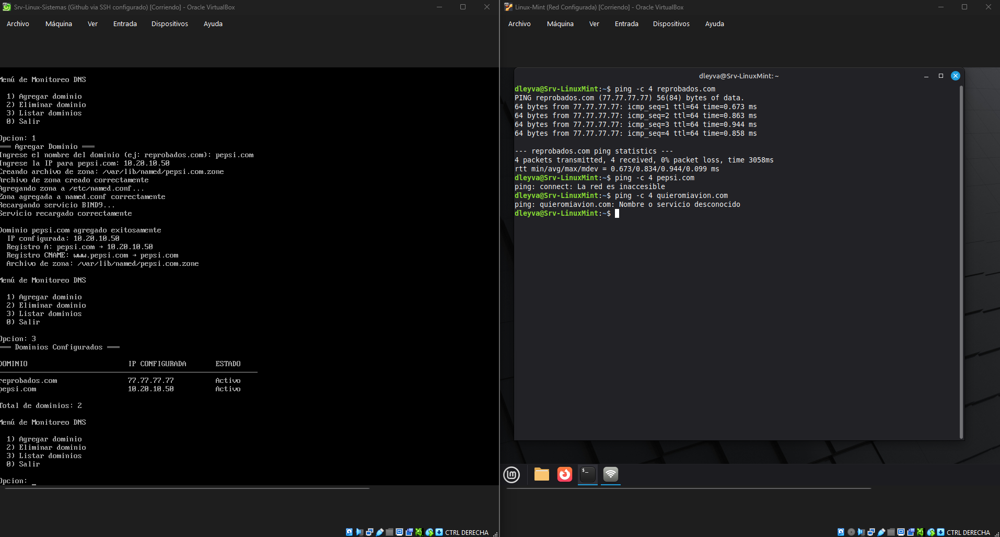 Srv-Linux-Sistemas (Github via SSH configurado) [Corriendo] - Oracle VirtualBox
Archivo Máquina Ver Entrada Dispositivos Ayuda
Menú de Monitoreo DNS
1) Agregar dominio
2) Eliminar dominio
3) Listar dominios
0) Salir
Opcion: 1
=== Agregar Dominio ===
Ingrese el nombre del dominio (ej: reprobados.com): pepsi.com
Ingrese la IP para pepsi.com: 10.20.10.50
Creando archivo de zona: /var/lib/named/pepsi.com.zone
Archivo de zona creado correctamente
Agregando zona a /etc/named.conf...
Zona agregada a named.conf correctamente
Recargando servicio BIND9...
Servicio recargado correctamente
Dominio pepsi.com agregado exitosamente
IP configurada: 10.20.10.50
Registro A: pepsi.com → 10.20.10.50
Registro CNAME: www.pepsi.com → pepsi.com
Archivo de zona: /var/lib/named/pepsi.com.zone
Menú de Monitoreo DNS
1) Agregar dominio
2) Eliminar dominio
3) Listar dominios
0) Salir
Opcion: 3
=== Dominios Configurados ===
DOMINIO IP CONFIGURADA ESTADO
reprobados.com 77.77.77.77 Activo
pepsi.com 10.20.10.50 Activo
Total de dominios: 2
Menú de Monitoreo DNS
1) Agregar dominio
2) Eliminar dominio
3) Listar dominios
0) Salir
Opcion: _
CTRL DERECHA
Linux-Mint (Red Configurada) [Corriendo] - Oracle VirtualBox
Archivo Máquina Ver Entrada Dispositivos Ayuda
dleyva@Srv-LinuxMint: ~
dleyva@Srv-LinuxMint:~$ ping -c 4 reprobados.com
PING reprobados.com (77.77.77.77) 56(84) bytes of data.
64 bytes from 77.77.77.77: icmp_seq=1 ttl=64 time=0.673 ms
64 bytes from 77.77.77.77: icmp_seq=2 ttl=64 time=0.863 ms
64 bytes from 77.77.77.77: icmp_seq=3 ttl=64 time=0.944 ms
64 bytes from 77.77.77.77: icmp_seq=4 ttl=64 time=0.858 ms
--- reprobados.com ping statistics ---
4 packets transmitted, 4 received, 0% packet loss, time 3058ms
rtt min/avg/max/mdev = 0.673/0.834/0.944/0.099 ms
dleyva@Srv-LinuxMint:~$ ping -c 4 pepsi.com
ping: connect: La red es inaccesible
dleyva@Srv-LinuxMint:~$ ping -c 4 quieromiavion.com
ping: quieromiavion.com: Nombre o servicio desconocido
dleyva@Srv-LinuxMint:~$
CTRL DERECHA